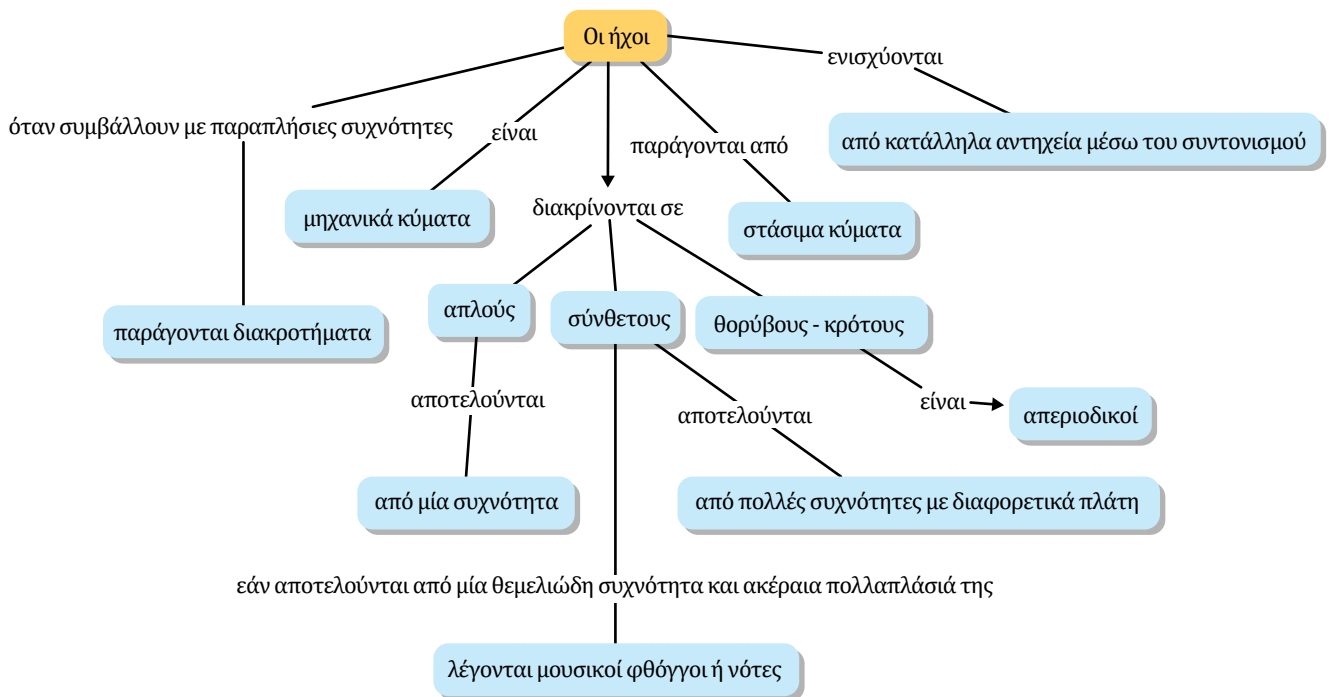 Οι ήχοι
ενισχύονται
όταν συμβάλλουν με παραπλήσιες συχνότητες
είναι
παράγονται από
από κατάλληλα αντηχεία μέσω του συντονισμού
μηχανικά κύματα
διακρίνονται σε
στάσιμα κύματα
παράγονται διακροτήματα
απλούς
σύνθετους
θορύβους - κρότους
αποτελούνται
αποτελούνται
είναι
απεριοδικοί
από μία συχνότητα
από πολλές συχνότητες με διαφορετικά πλάτη
εάν αποτελούνται από μία θεμελιώδη συχνότητα και ακέραια πολλαπλάσιά της
λέγονται μουσικοί φθόγγοι ή νότες